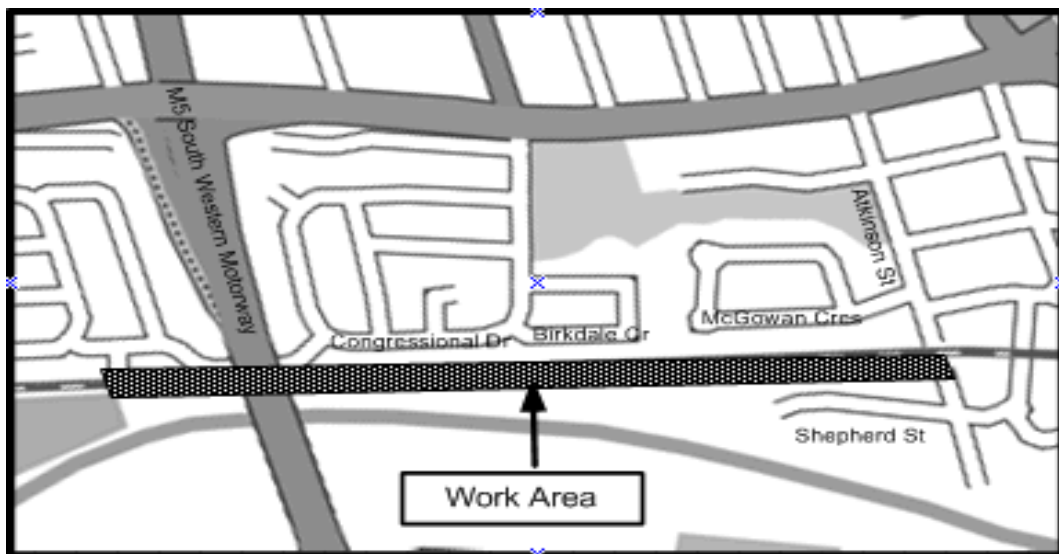 M5 South Western Motorway
Atkinson St
McGowan Cres
Birkdale Cr
Congressional Dr
Shepherd St
Work Area